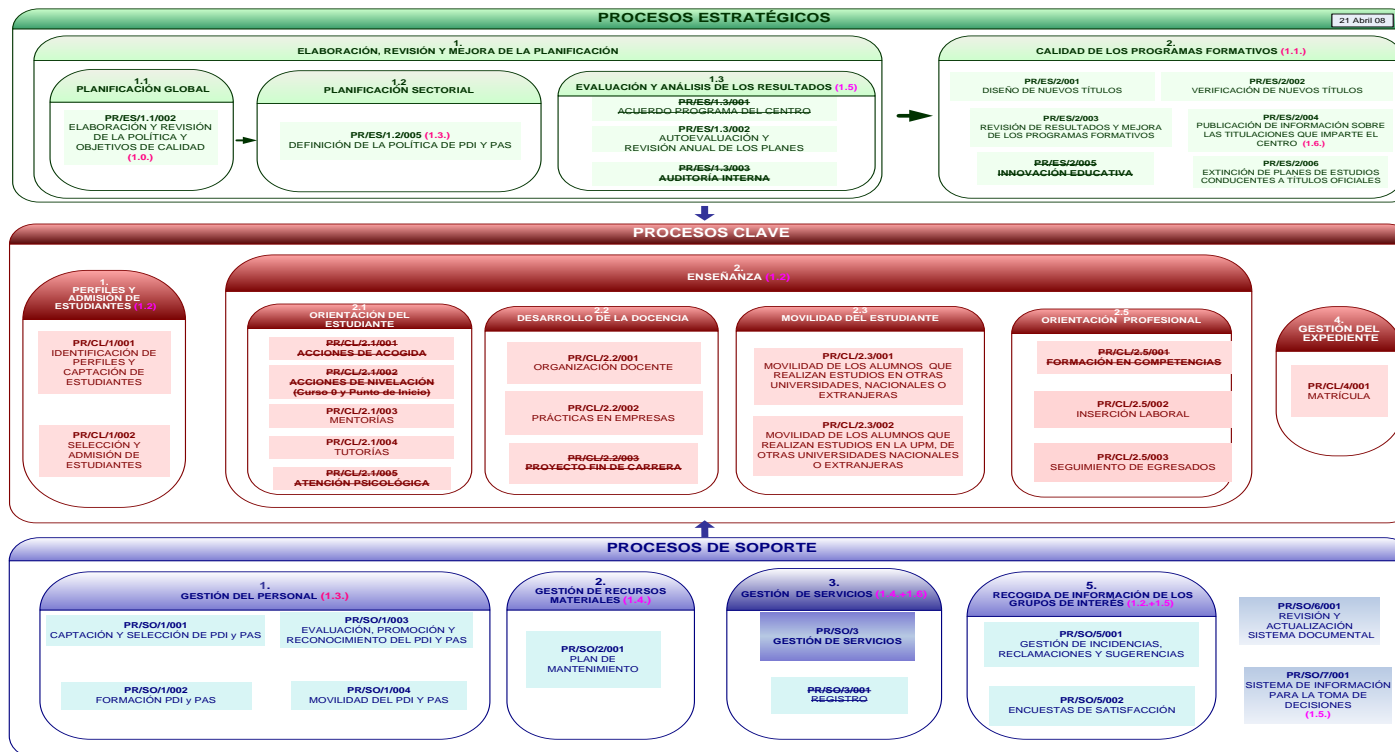 PROCESOS ESTRATÉGICOS
21 Abril 08
1.
ELABORACIÓN, REVISIÓN Y MEJORA DE LA PLANIFICACIÓN
1.1
PLANIFICACIÓN GLOBAL
PR/ES/1.1/002
ELABORACIÓN Y REVISIÓN
DE LA POLÍTICA Y
OBJETIVOS DE CALIDAD
(1.0.)
1.2
PLANIFICACIÓN SECTORIAL
PR/ES/1.2/005 (1.3.)
DEFINICIÓN DE LA POLÍTICA DE PDI Y PAS
1.3
EVALUACIÓN Y ANÁLISIS DE LOS RESULTADOS (1.5)
PR/ES/1.3/001
ACUERDO PROGRAMA DEL CENTRO
PR/ES/1.3/002
AUTOEVALUACIÓN Y
REVISIÓN ANUAL DE LOS PLANES
PR/ES/1.3/003
AUDITORÍA INTERNA
2.
CALIDAD DE LOS PROGRAMAS FORMATIVOS (1.1.)
PR/ES/2/001
DISEÑO DE NUEVOS TÍTULOS
PR/ES/2/002
VERIFICACIÓN DE NUEVOS TÍTULOS
PR/ES/2/003
REVISIÓN DE RESULTADOS Y MEJORA
DE LOS PROGRAMAS FORMATIVOS
PR/ES/2/004
PUBLICACIÓN DE INFORMACIÓN SOBRE
LAS TITULACIONES QUE IMPARTE EL
CENTRO (1.6.)
PR/ES/2/005
INNOVACIÓN EDUCATIVA
PR/ES/2/006
EXTINCIÓN DE PLANES DE ESTUDIOS
CONDUCENTES A TÍTULOS OFICIALES
PROCESOS CLAVE
1.
PERFILES Y
ADMISIÓN DE
ESTUDIANTES (1.2)
PR/CL/1/001
IDENTIFICACIÓN DE
PERFILES Y
CAPTACIÓN DE
ESTUDIANTES
PR/CL/1/002
SELECCIÓN Y
ADMISIÓN DE
ESTUDIANTES
2.
ENSEÑANZA (1.2)
2.1
ORIENTACIÓN DEL
ESTUDIANTE
PR/CL/2.1/001
ACCIONES DE ACOGIDA
PR/CL/2.1/002
ACCIONES DE NIVELACIÓN
(Curso 0 y Punto de Inicio)
PR/CL/2.1/003
MENTORÍAS
PR/CL/2.1/004
TUTORÍAS
PR/CL/2.1/005
ATENCIÓN PSICOLÓGICA
2.2
DESARROLLO DE LA DOCENCIA
PR/CL/2.2/001
ORGANIZACIÓN DOCENTE
PR/CL/2.2/002
PRÁCTICAS EN EMPRESAS
PR/CL/2.2/003
PROYECTO FIN DE CARRERA
2.3
MOVILIDAD DEL ESTUDIANTE
PR/CL/2.3/001
MOVILIDAD DE LOS ALUMNOS QUE
REALIZAN ESTUDIOS EN OTRAS
UNIVERSIDADES, NACIONALES O
EXTRANJERAS
PR/CL/2.3/002
MOVILIDAD DE LOS ALUMNOS QUE
REALIZAN ESTUDIOS EN LA UPM, DE
OTRAS UNIVERSIDADES NACIONALES
O EXTRANJERAS
2.5
ORIENTACIÓN PROFESIONAL
PR/CL/2.5/001
FORMACIÓN EN COMPETENCIAS
PR/CL/2.5/002
INSERCIÓN LABORAL
PR/CL/2.5/003
SEGUIMIENTO DE EGRESADOS
4.
GESTIÓN DEL
EXPEDIENTE
PR/CL/4/001
MATRÍCULA
PROCESOS DE SOPORTE
1.
GESTIÓN DEL PERSONAL (1.3.)
PR/SO/1/001
CAPTACIÓN Y SELECCIÓN DE PDI y PAS
PR/SO/1/003
EVALUACIÓN, PROMOCIÓN Y
RECONOCIMIENTO DEL PDI Y PAS
PR/SO/1/002
FORMACIÓN PDI y PAS
PR/SO/1/004
MOVILIDAD DEL PDI Y PAS
2.
GESTIÓN DE RECURSOS
MATERIALES (1.4.)
PR/SO/2/001
PLAN DE
MANTENIMIENTO
3.
GESTIÓN DE SERVICIOS (1.4.+1.6)
PR/SO/3
GESTIÓN DE SERVICIOS
PR/SO/3/001
REGISTRO
5.
RECOGIDA DE INFORMACIÓN DE LOS
GRUPOS DE INTERÉS (1.2.+1.5)
PR/SO/5/001
GESTIÓN DE INCIDENCIAS,
RECLAMACIONES Y SUGERENCIAS
PR/SO/5/002
ENCUESTAS DE SATISFACCIÓN
PR/SO/6/001
REVISIÓN Y
ACTUALIZACIÓN
SISTEMA DOCUMENTAL
PR/SO/7/001
SISTEMA DE INFORMACIÓN
PARA LA TOMA DE
DECISIONES
(1.5.)